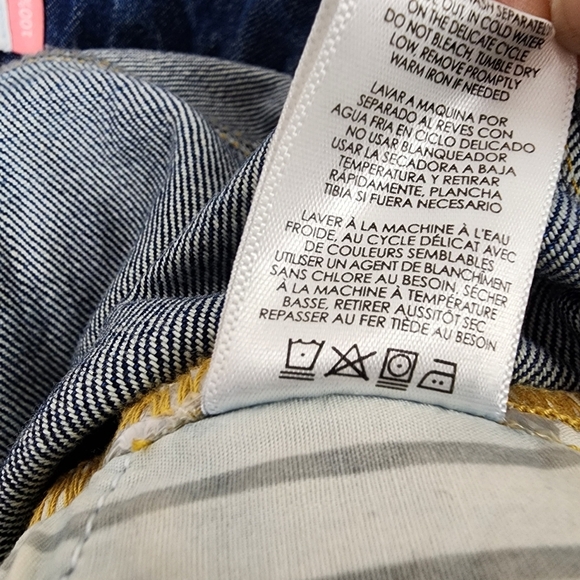 100%
SEPARATELY
OUT IN COLD WATER
ON THE DELICATE CYCLE
DO NOT BLEACH, TUMBLE DRY
LOW, REMOVE PROMPTLY
WARM IRON IF NEEDED
LAVAR A MAQUINA POR
SEPARADO AL REVES CON
AGUA FRIA EN CICLO DELICADO
NO USAR BLANQUEADOR
USAR LA SECADORA A BAJA
TEMPERATURA Y RETIRAR
RÁPIDAMENTE, PLANCHA
TIBIA SI FUERA NECESARIO
LAVER À LA MACHINE À L'EAU
FROIDE, AU CYCLE DÉLICAT AVEC
DE COULEURS SEMBLABLES
UTILISER UN AGENT DE BLANCHÎMENT
SANS CHLORE AU BESOIN, SÉCHER
À LA MACHINE À TEMPÉRATURE
BASSE, RETIRER AUSSITÔT SEC
REPASSER AU FER TIÈDE AU BESOIN